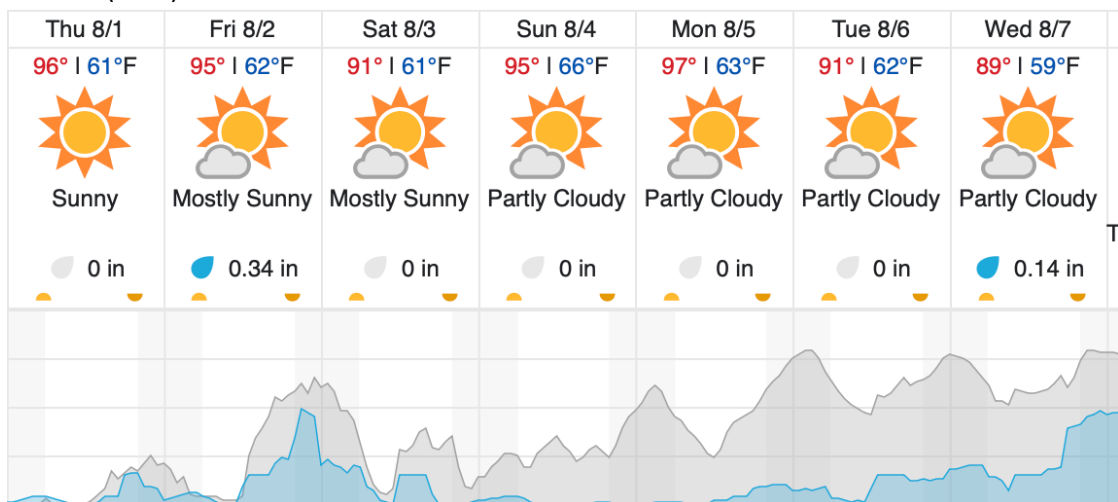 Thu 8/1 Fri 8/2 Sat 8/3 Sun 8/4 Mon 8/5 Tue 8/6 Wed 8/7
96° | 61°F 95° | 62°F 91° | 61°F 95° | 66°F 97° | 63°F 91° | 62°F 89° | 59°F
Sunny Mostly Sunny Mostly Sunny Partly Cloudy Partly Cloudy Partly Cloudy Partly Cloudy
T
0 in 0.34 in 0 in 0 in 0 in 0 in 0.14 in